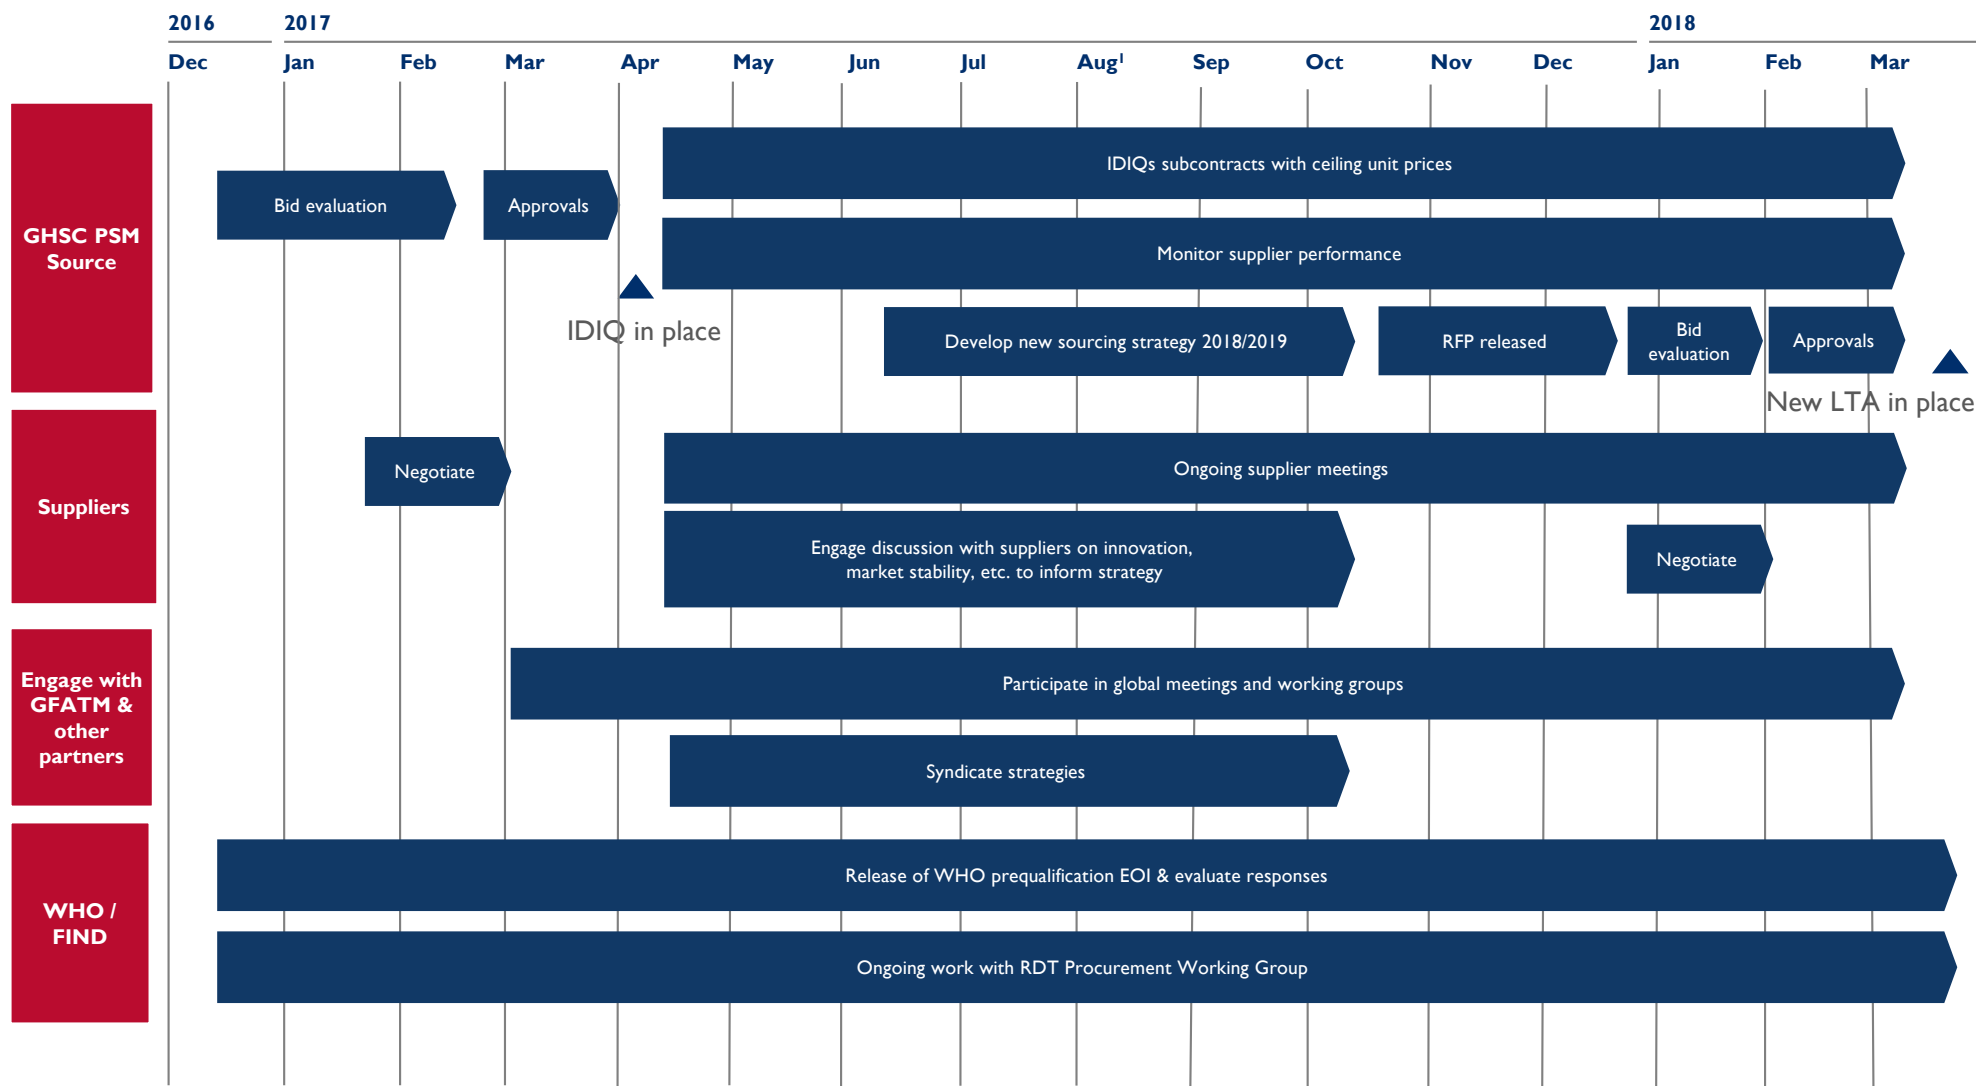 2016
2017
2018
Dec
Jan
Feb
Mar
Apr
May
Jun
Jul
Aug¹
Sep
Oct
Nov
Dec
Jan
Feb
Mar
GHSC PSM
Source
IDIQs subcontracts with ceiling unit prices
Bid evaluation
Approvals
Monitor supplier performance
IDIQ in place
Develop new sourcing strategy 2018/2019
RFP released
Bid
evaluation
Approvals
New LTA in place
Suppliers
Negotiate
Ongoing supplier meetings
Engage discussion with suppliers on innovation,
market stability, etc. to inform strategy
Negotiate
Engage with
GFATM &
other
partners
Participate in global meetings and working groups
Syndicate strategies
WHO /
FIND
Release of WHO prequalification EOI & evaluate responses
Ongoing work with RDT Procurement Working Group